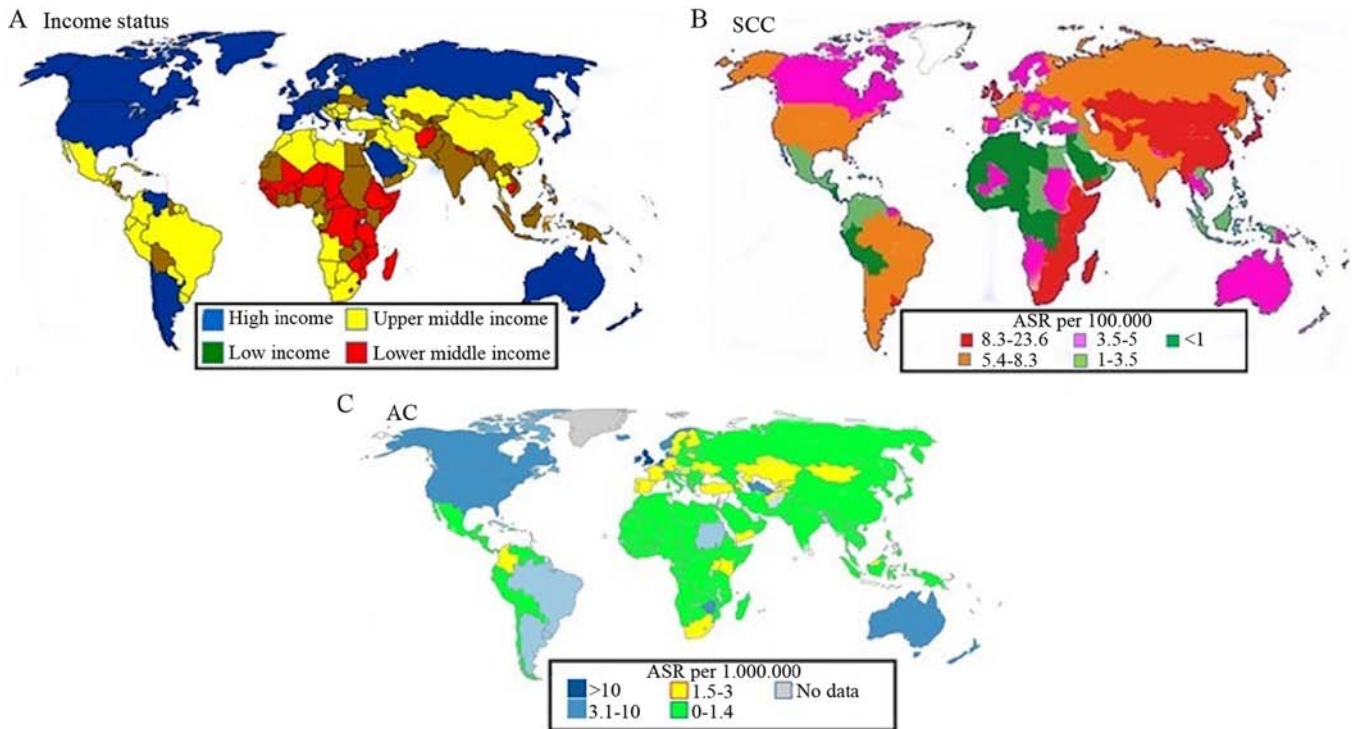 A Income status
High income
Upper middle income
Low income
Lower middle income
B SCC
ASR per 100.000
8.3-23.6
3.5-5
<1
5.4-8.3
1-3.5
C AC
ASR per 1.000.000
>10
1.5-3
No data
3.1-10
0-1.4